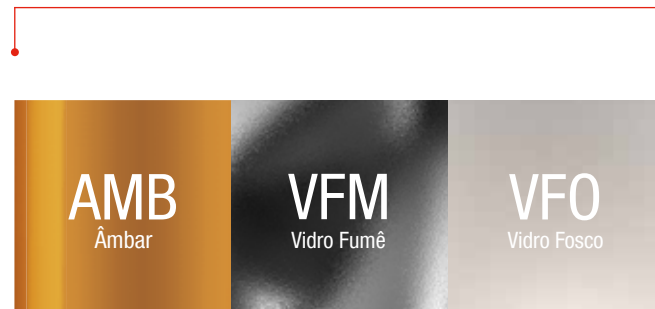 AMB
Âmbar
VFM
Vidro Fumê
VFO
Vidro Fosco